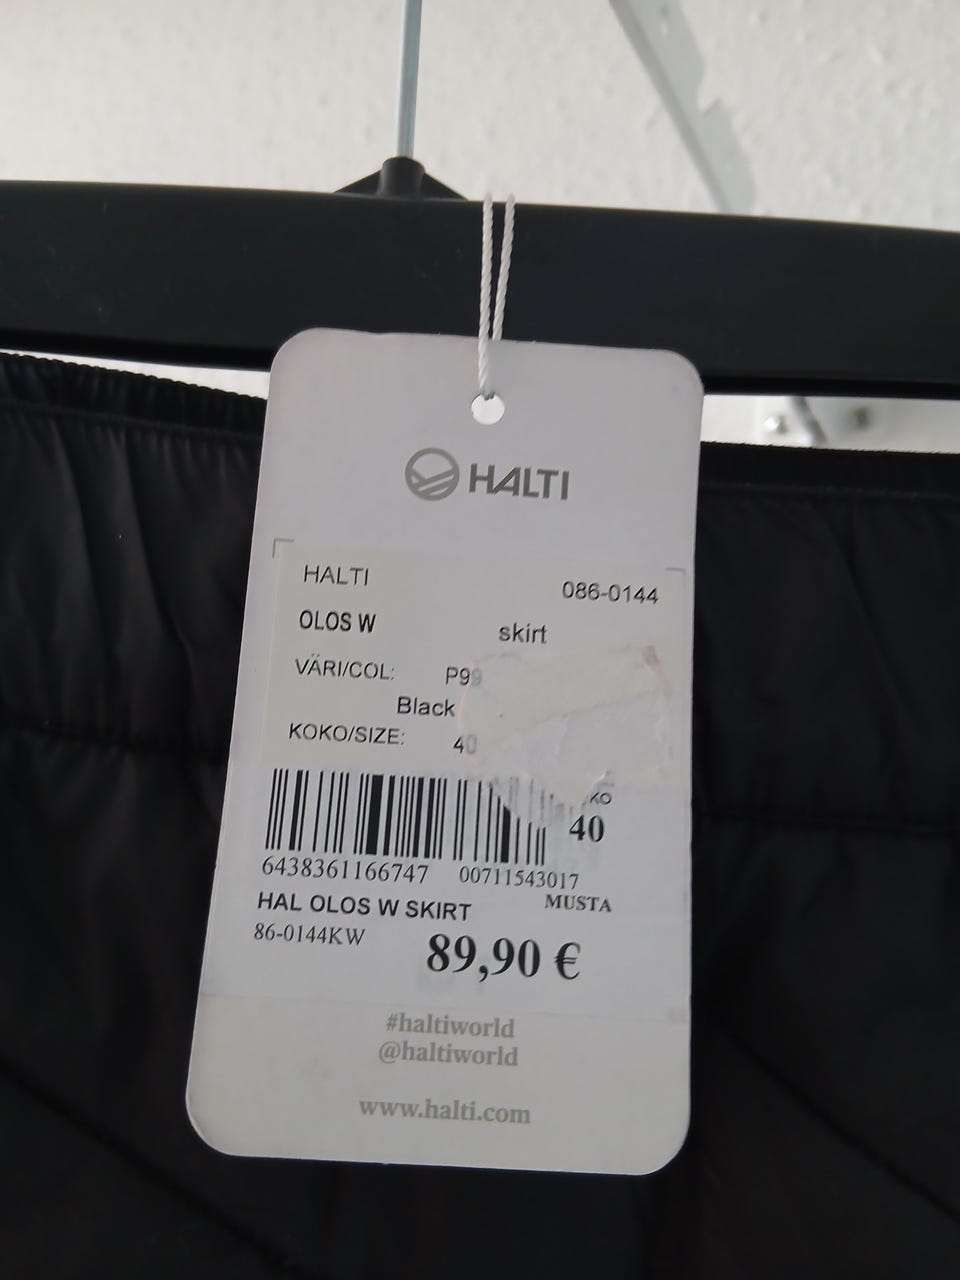 HALTI
HALTI 086-0144
OLOS W skirt
VÄRI/COL: P99
Black
KOKO/SIZE: 40
40
6438361166747 00711543017
HAL OLOS W SKIRT MUSTA
86-0144KW 89,90 €
#haltiworld
@haltiworld
www.halti.com